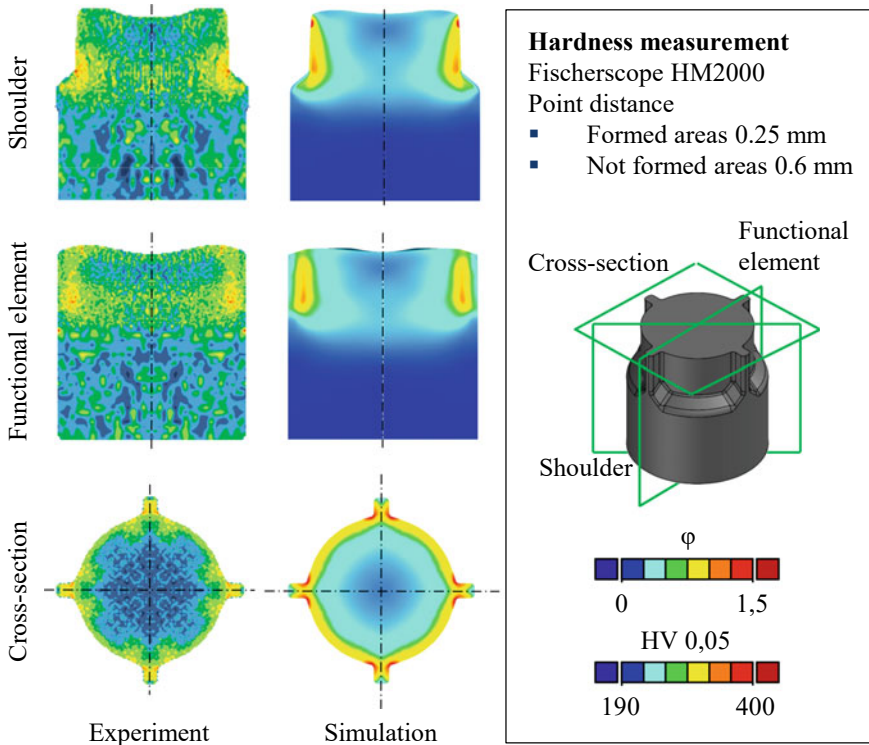 Shoulder
Functional element
Cross-section
Experiment
Simulation
Hardness measurement
Fischerscope HM2000
Point distance
▪ Formed areas 0.25 mm
▪ Not formed areas 0.6 mm
Functional
element
Cross-section
Shoulder
φ
0 1,5
HV 0,05
190 400